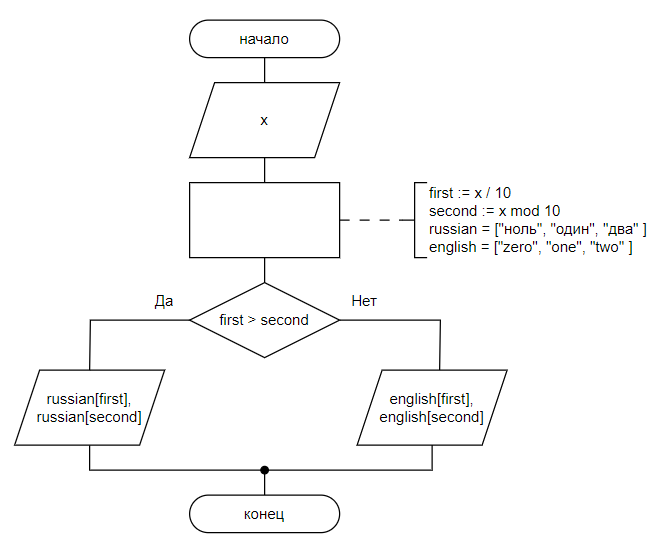 начало
x
first := x / 10
second := x mod 10
russian = ["ноль", "один", "два" ]
english = ["zero", "one", "two" ]
Да
Нет
first > second
russian[first],
russian[second]
english[first],
english[second]
конец